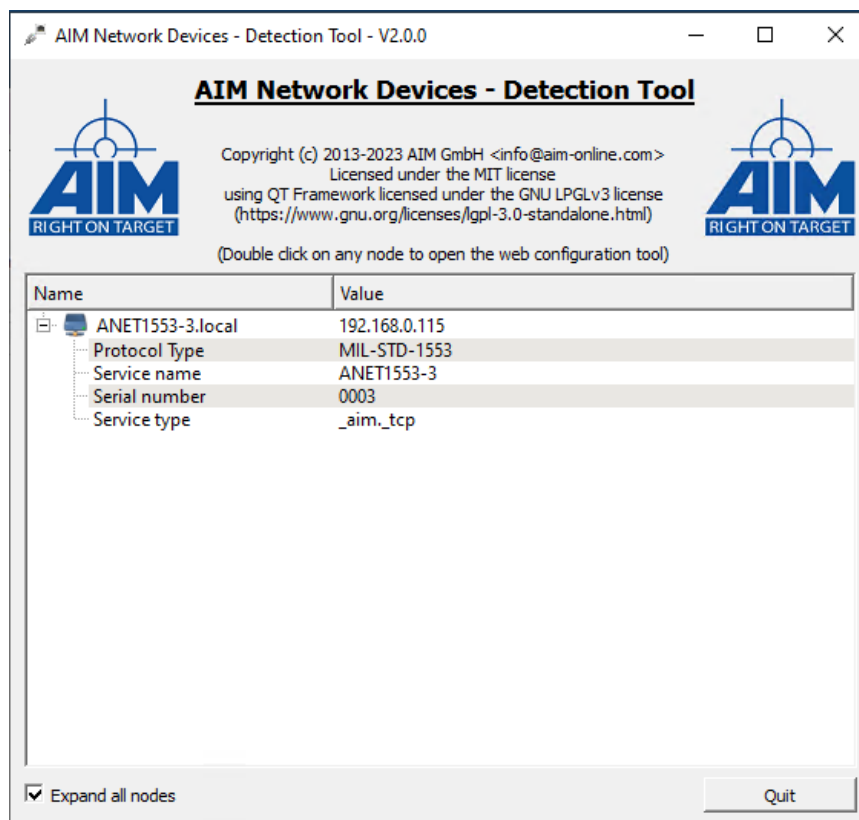 AIM Network Devices - Detection Tool - V2.0.0
AIM Network Devices - Detection Tool
AIM
RIGHT ON TARGET
Copyright (c) 2013-2023 AIM GmbH <info@aim-online.com>
Licensed under the MIT license
using QT Framework licensed under the GNU LPGLv3 license
(https://www.gnu.org/licenses/lgpl-3.0-standalone.html)
(Double click on any node to open the web configuration tool)
AIM
RIGHT ON TARGET
Name Value
ANET1553-3.local 192.168.0.115
Protocol Type MIL-STD-1553
Service name ANET1553-3
Serial number 0003
Service type _aim._tcp
Expand all nodes Quit